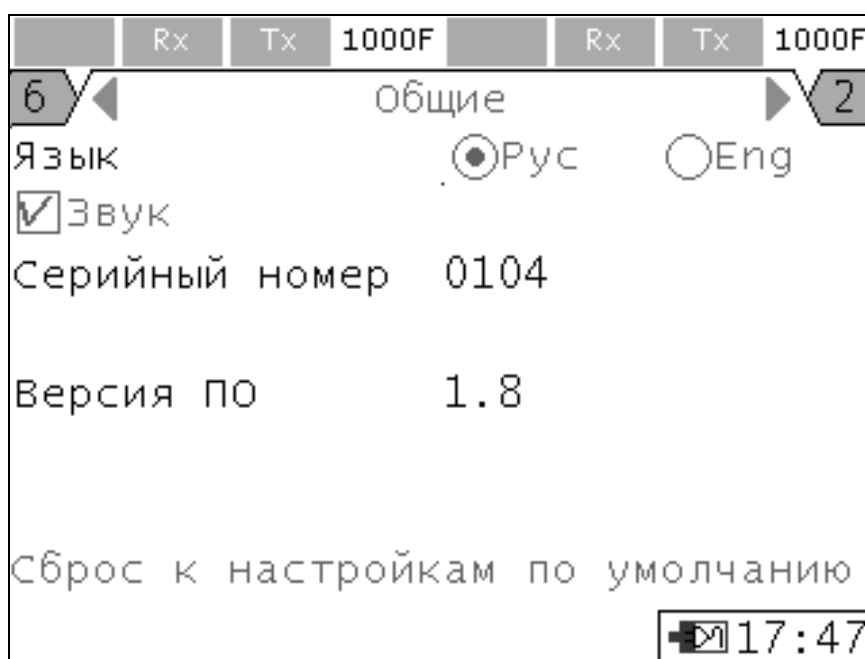 Rx Tx 1000F Rx Tx 1000F
6 Общие 2
Язык Рус Eng
Звук
Серийный номер 0104
Версия ПО 1.8
Сброс к настройкам по умолчанию
17:47